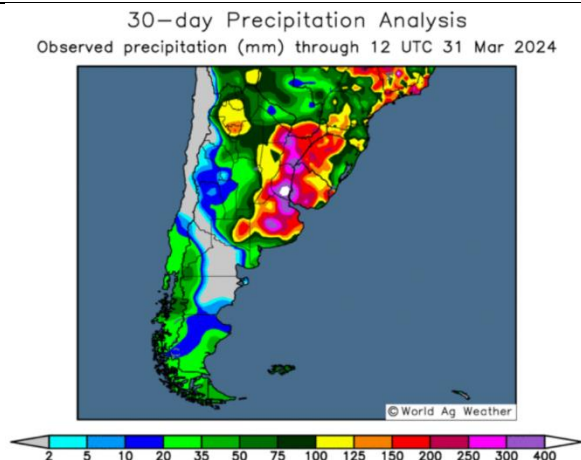 30-day Precipitation Analysis
Observed precipitation (mm) through 12 UTC 31 Mar 2024
© World Ag Weather
2 5 10 20 35 50 75 100 125 150 200 250 300 400